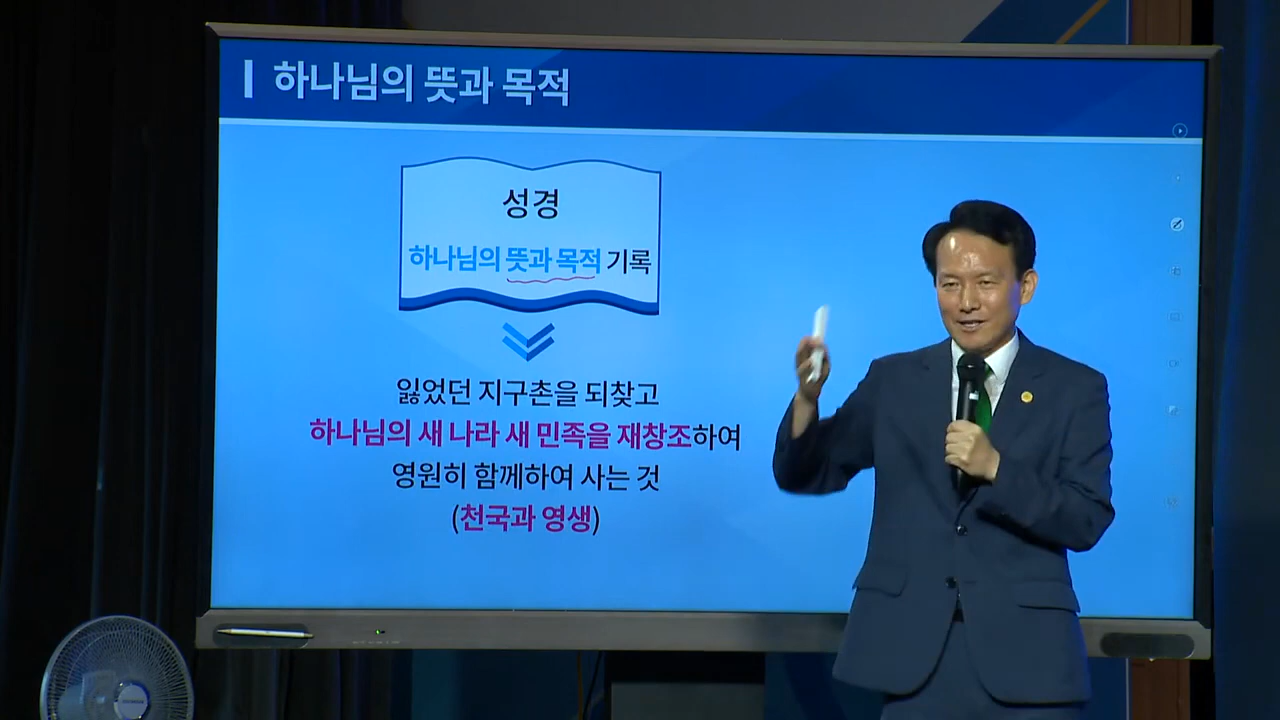 하나님의 뜻과 목적
성경
하나님의 뜻과 목적 기록
잃었던 지구촌을 되찾고
하나님의 새 나라 새 민족을 재창조하여
영원히 함께하여 사는 것
(천국과 영생)